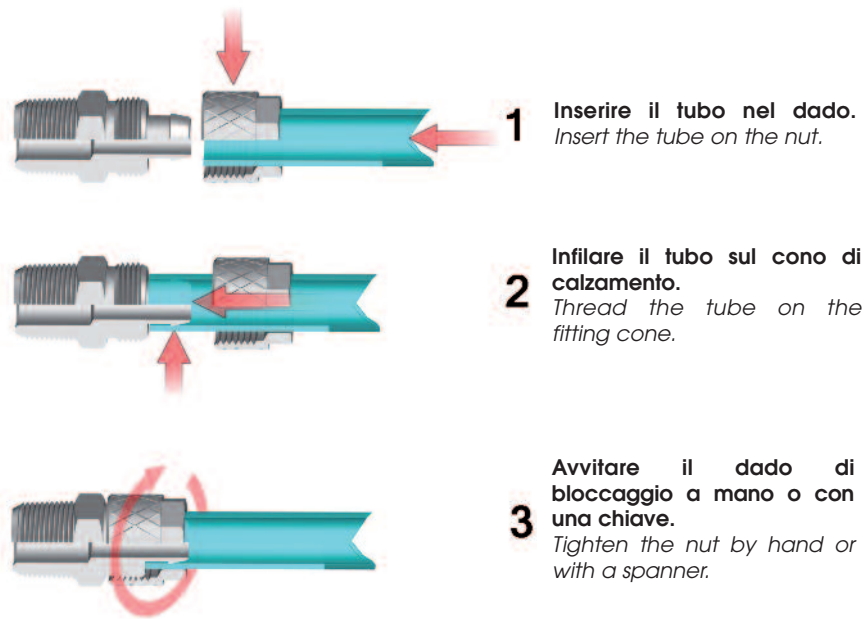 1
Inserire il tubo nel dado.
Insert the tube on the nut.
2
Infilare il tubo sul cono di
calzamento.
Thread the tube on the
fitting cone.
3
Avvitare il dado di
bloccaggio a mano o con
una chiave.
Tighten the nut by hand or
with a spanner.